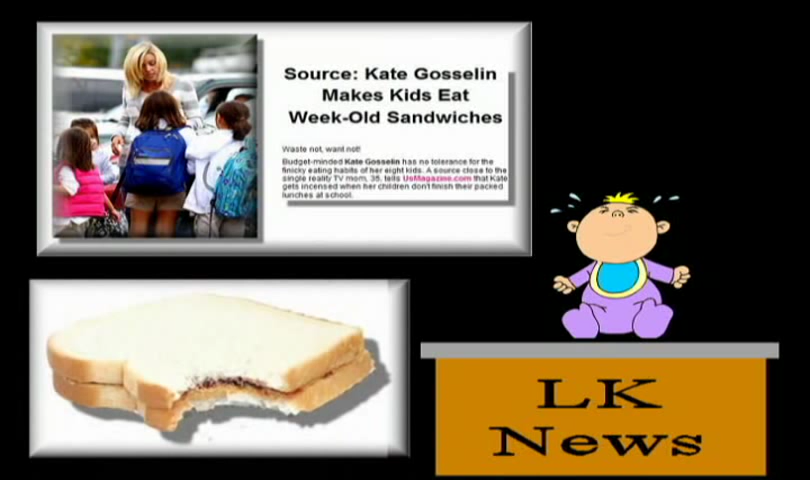 Source: Kate Gosselin
Makes Kids Eat
Week-Old Sandwiches
Waste not, want not!
Budget-minded Kate Gosselin has no tolerance for the
finicky eating habits of her eight kids. A source close to the
single reality TV mom, 35, tells UsMagazine.com that Kate
gets incensed when her children don't finish their packed
lunches at school.
LK
News